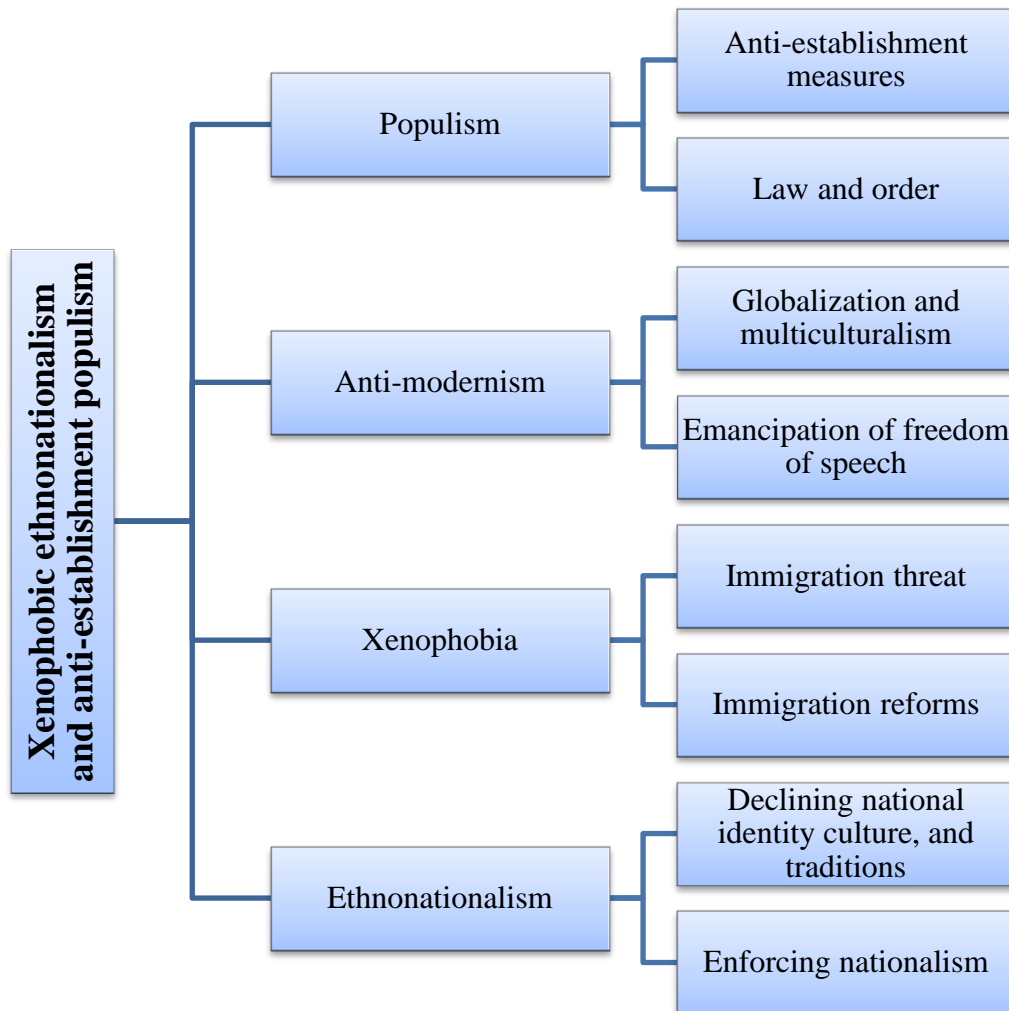 Xenophobic ethnonationalism
and anti-establishment populism
Populism
Anti-establishment
measures
Law and order
Anti-modernism
Globalization and
multiculturalism
Emancipation of freedom
of speech
Xenophobia
Immigration threat
Immigration reforms
Ethnonationalism
Declining national
identity culture, and
traditions
Enforcing nationalism